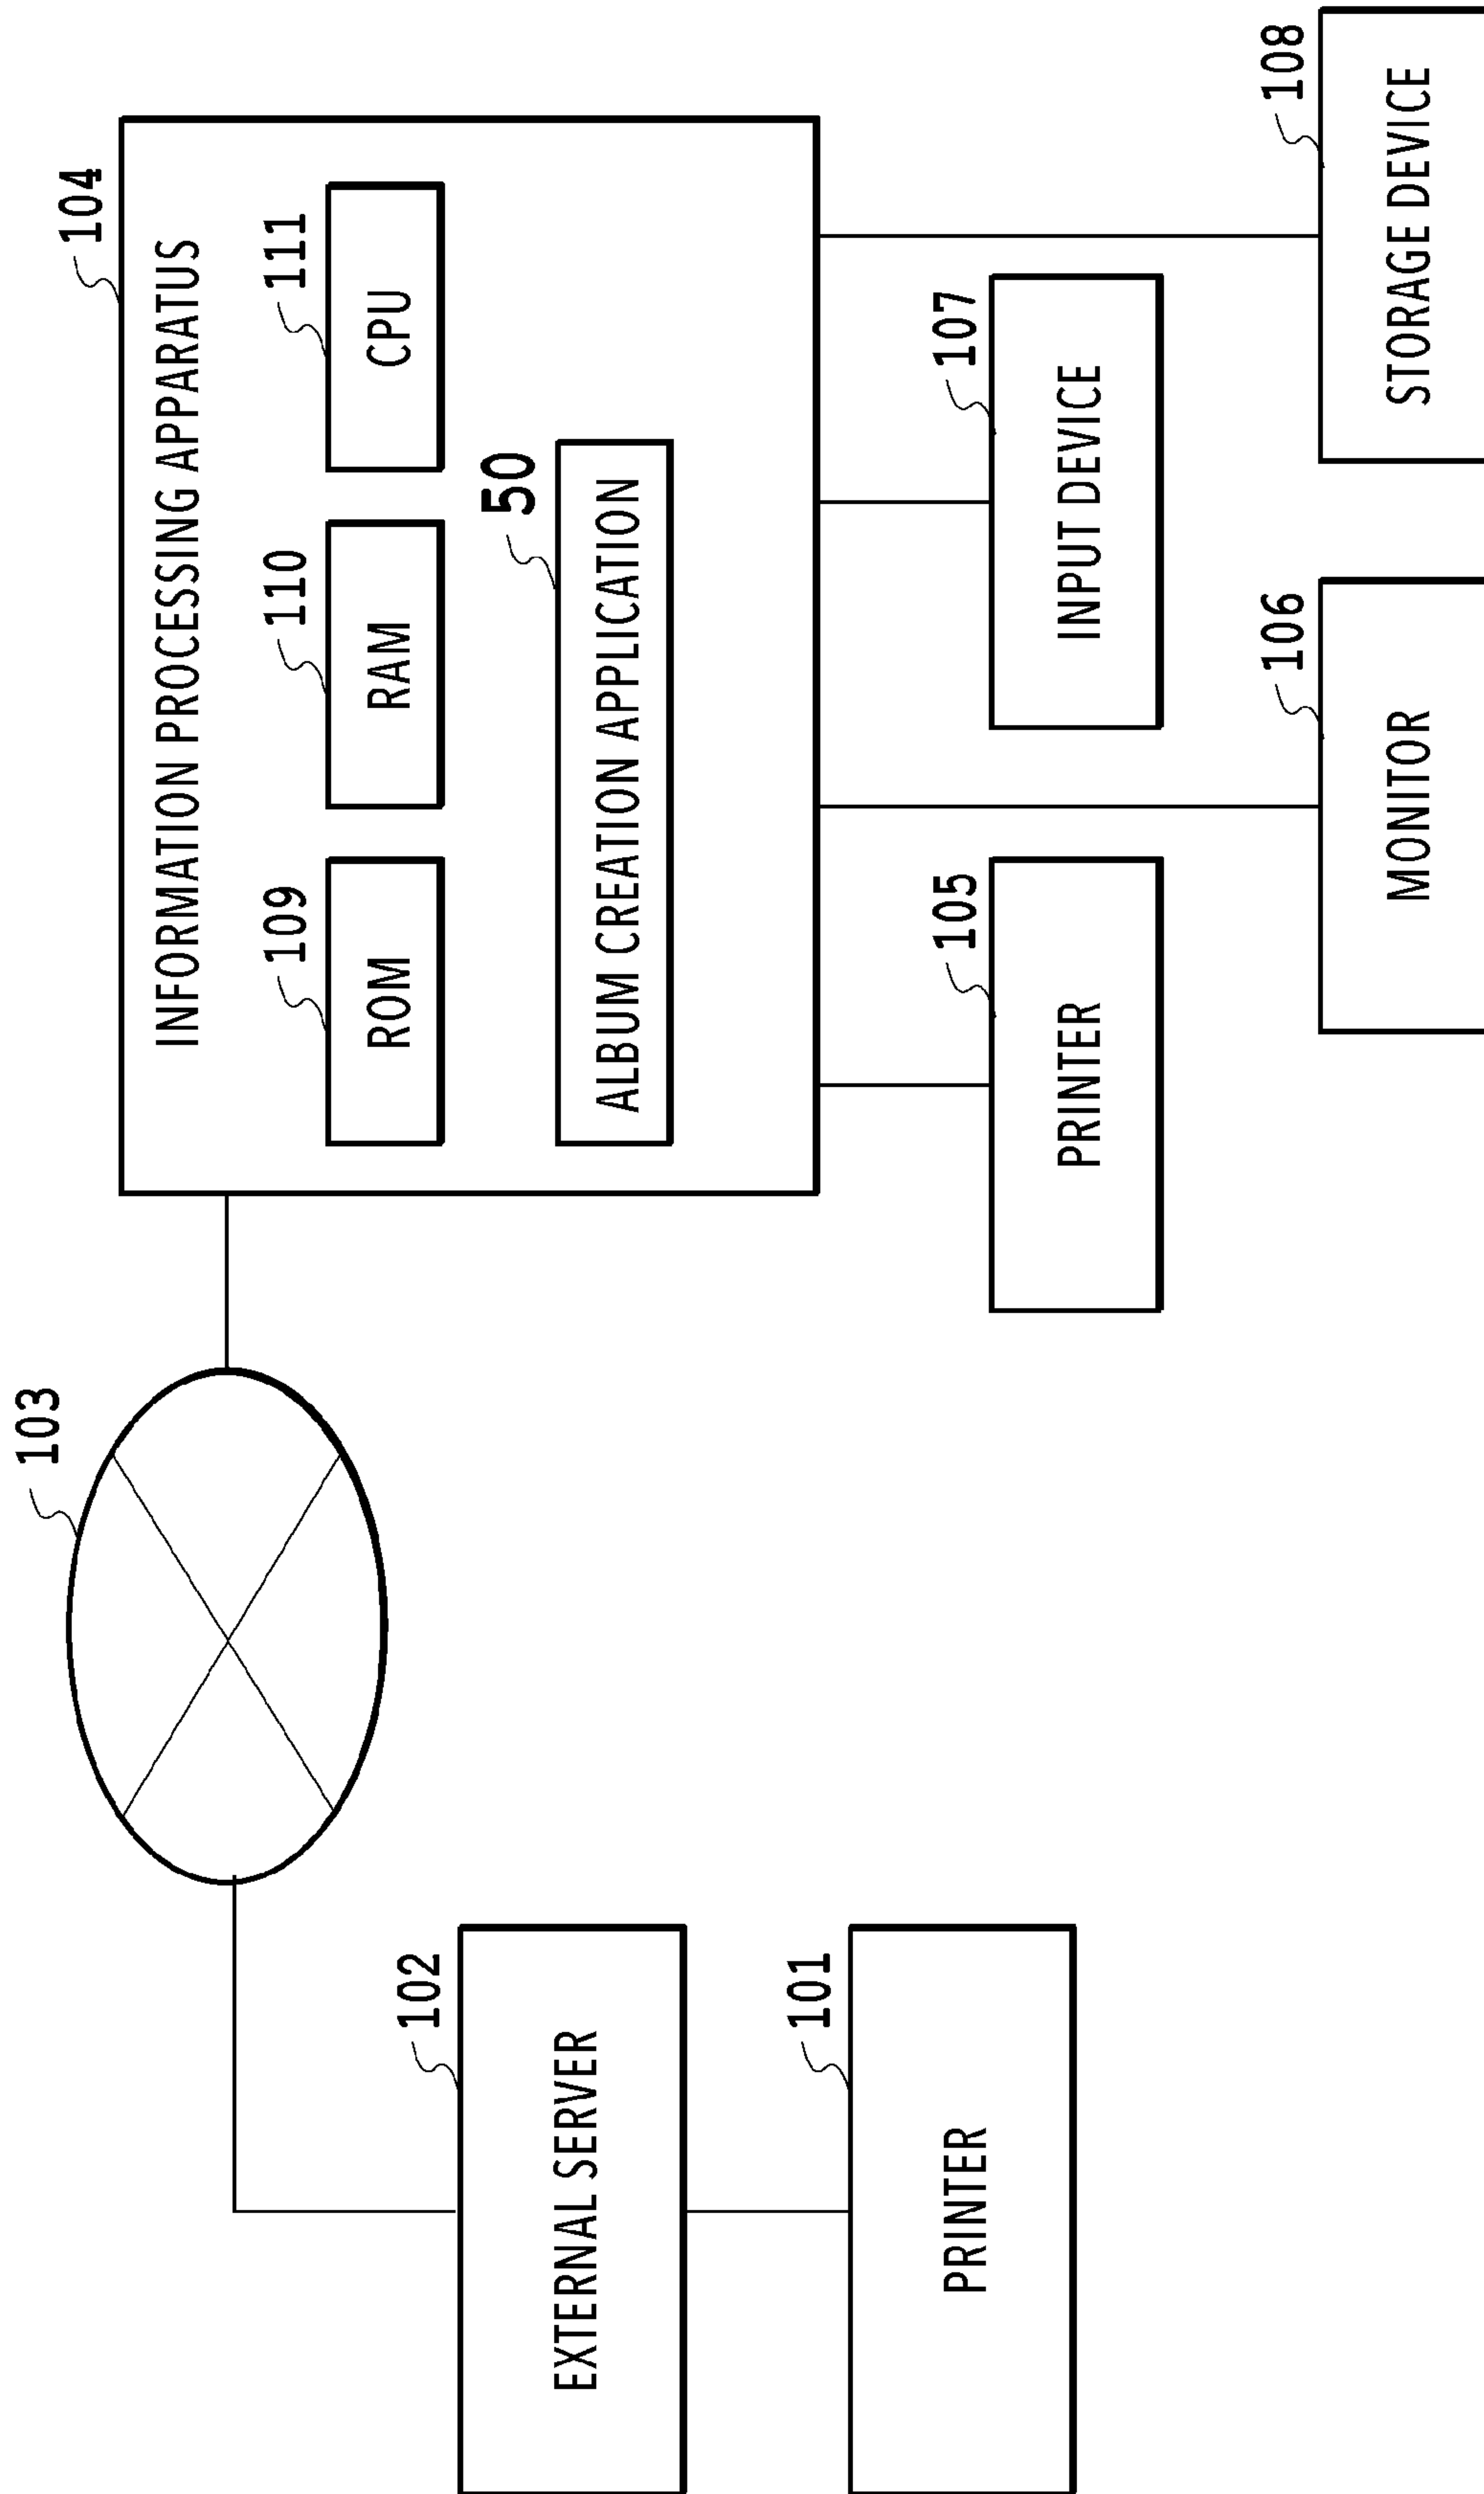 103
104
INFORMATION PROCESSING APPARATUS
109
110
111
ROM
RAM
CPU
102
50
EXTERNAL SERVER
ALBUM CREATION APPLICATION
101
PRINTER
105
107
PRINTER
INPUT DEVICE
106
108
MONITOR
STORAGE DEVICE